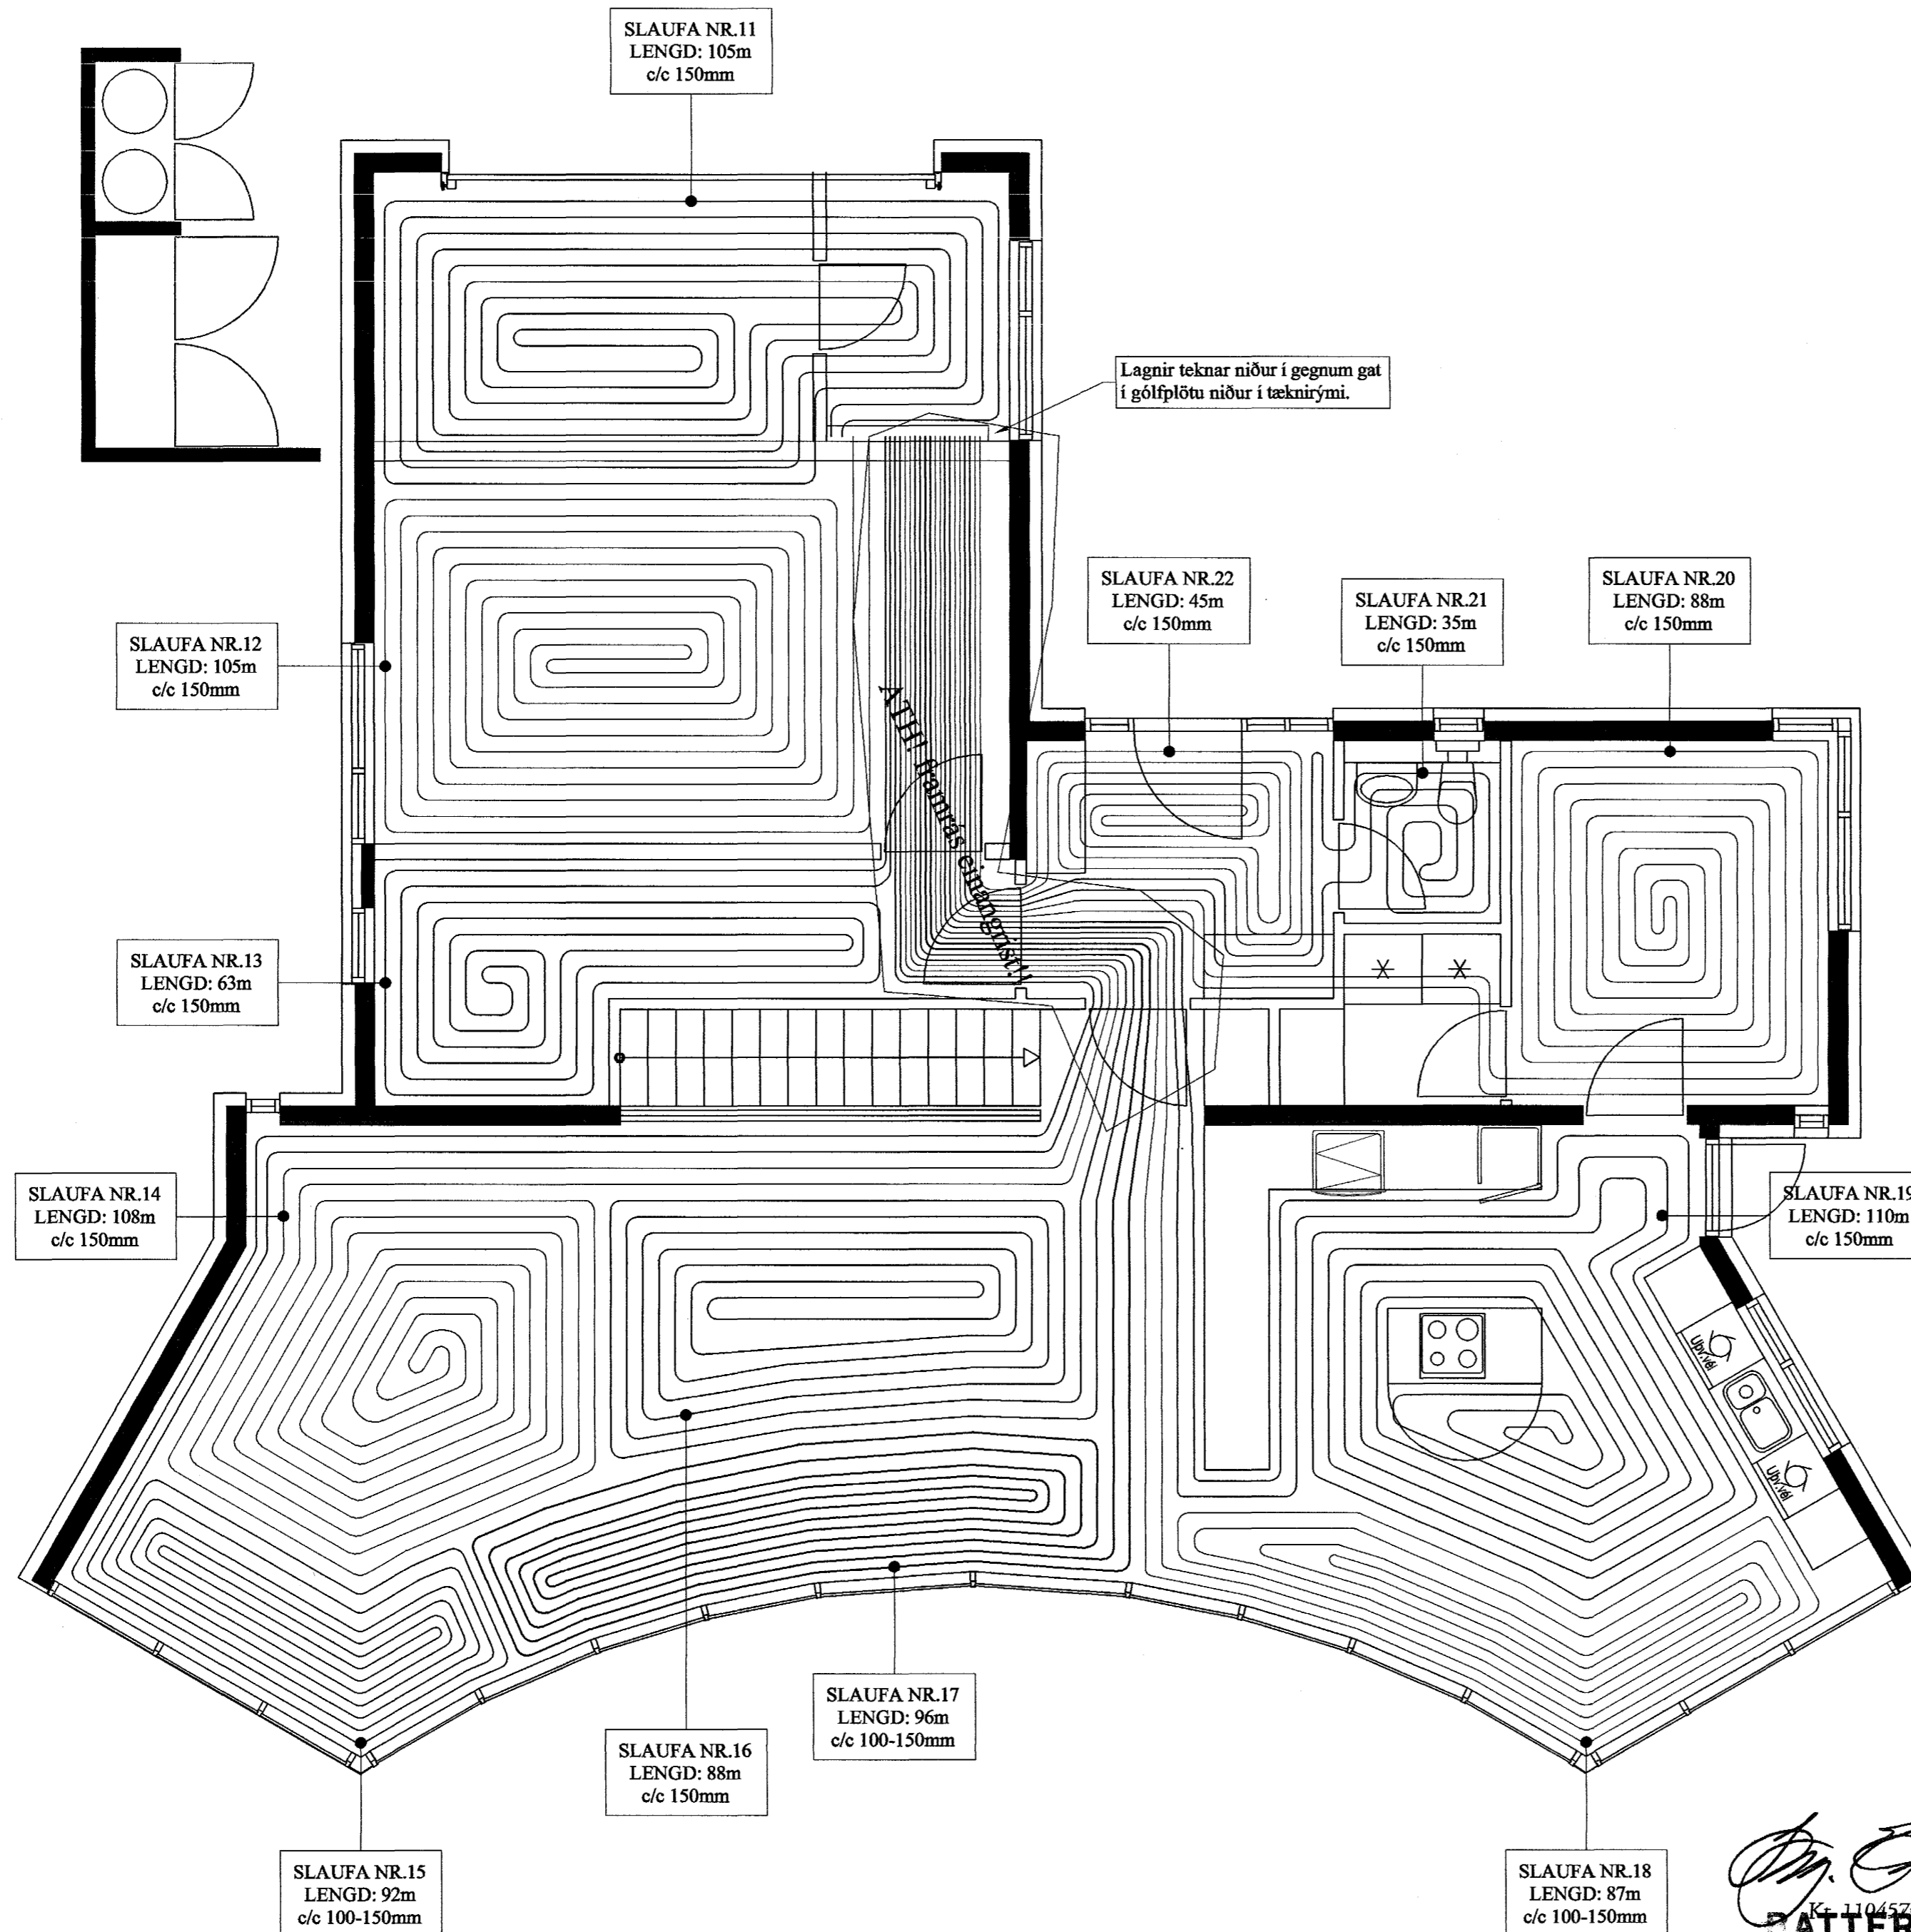 SLAUFA NR.11
LENGD: 105m
c/c 150mm
Lagnir teknar niður í gegnum gat
í gólfplötu niður í tæknirými.
SLAUFA NR.22
LENGD: 45m
c/c 150mm
SLAUFA NR.21
LENGD: 35m
c/c 150mm
SLAUFA NR.20
LENGD: 88m
c/c 150mm
SLAUFA NR.12
LENGD: 105m
c/c 150mm
ATH! framrás einangrist!!
SLAUFA NR.13
LENGD: 63m
c/c 150mm
SLAUFA NR.14
LENGD: 108m
c/c 150mm
SLAUFA NR.19
LENGD: 110m
c/c 150mm
Upv.vél
Upv.vél
SLAUFA NR.17
LENGD: 96m
c/c 100-150mm
SLAUFA NR.16
LENGD: 88m
c/c 150mm
SLAUFA NR.15
LENGD: 92m
c/c 100-150mm
SLAUFA NR.18
LENGD: 87m
c/c 100-150mm